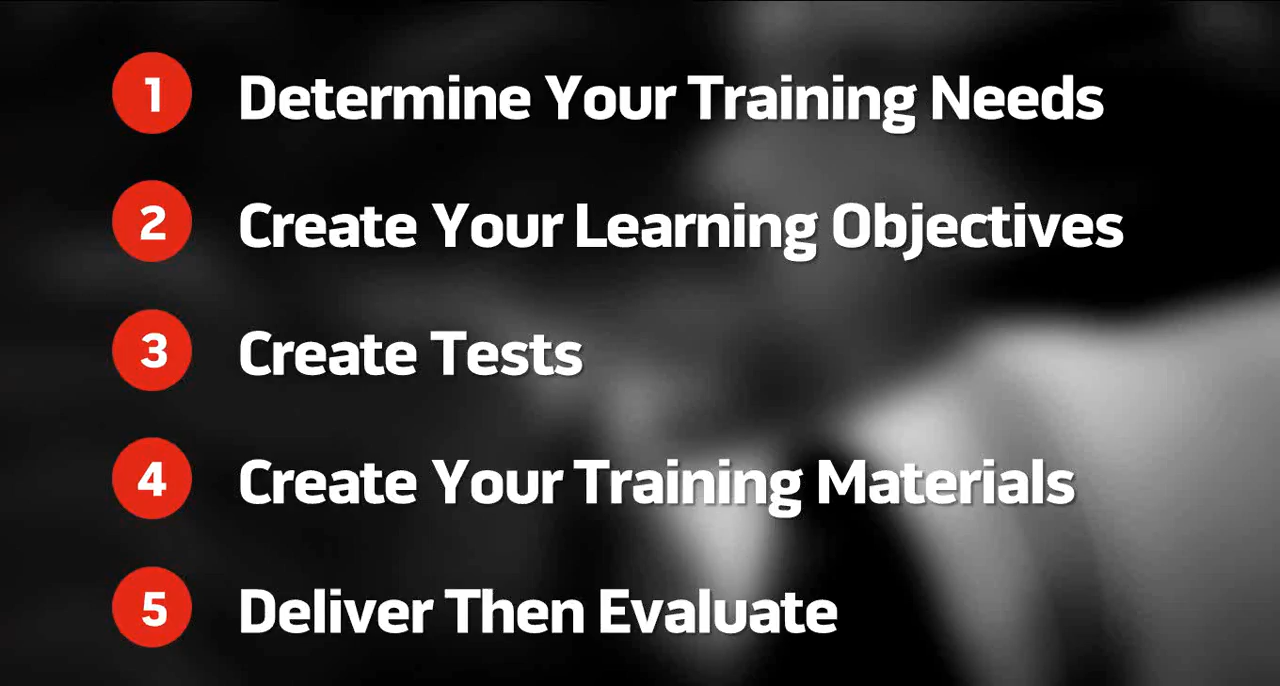 1 Determine Your Training Needs
2 Create Your Learning Objectives
3 Create Tests
4 Create Your Training Materials
5 Deliver Then Evaluate